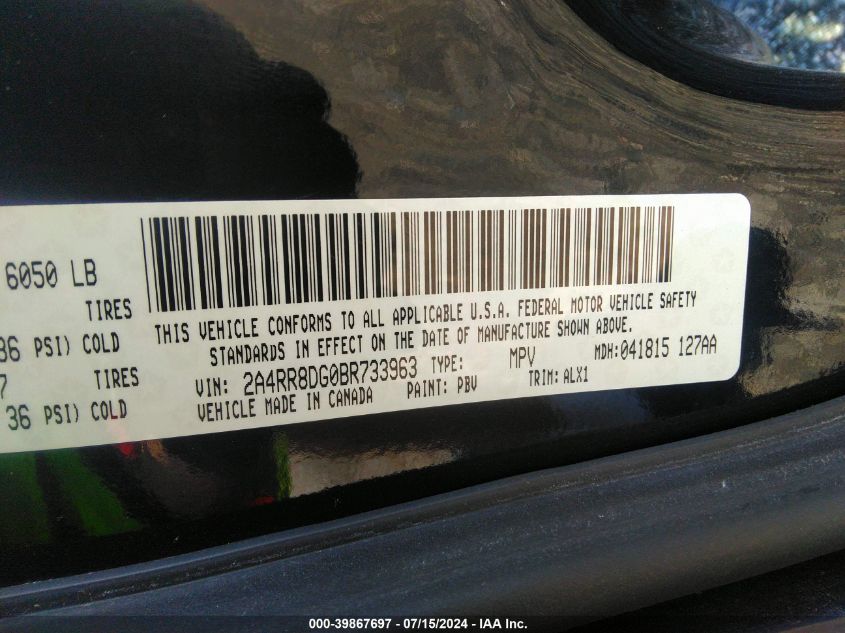 6050 LB
TIRES
36 PSI) COLD
7 TIRES
36 PSI) COLD
THIS VEHICLE CONFORMS TO ALL APPLICABLE U.S.A. FEDERAL MOTOR VEHICLE SAFETY
STANDARDS IN EFFECT ON THE DATE OF MANUFACTURE SHOWN ABOVE.
VIN: 2A4RR8DG0BR733963 TYPE: MPV MDH: 041815 127AA
VEHICLE MADE IN CANADA PAINT: PBV TRIM: ALX1
000-39867697 - 07/15/2024 - IAA Inc.